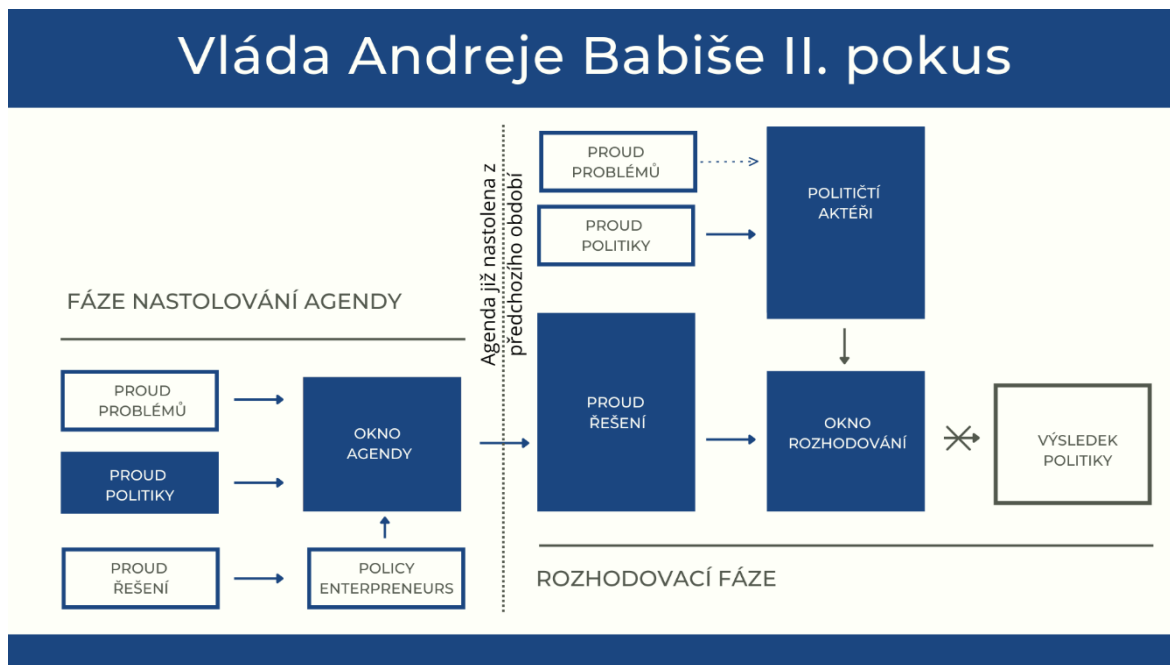 Vláda Andreje Babiše II. pokus
FÁZE NASTOLOVÁNÍ AGENDY
PROUD
PROBLÉMŮ
PROUD
POLITIKY
PROUD
ŘEŠENÍ
OKNO
AGENDY
POLICY
ENTERPRENEURS
Agenda již nastolena z
předchozího období
PROUD
PROBLÉMŮ
PROUD
POLITIKY
POLITIČTÍ
AKTÉŘI
PROUD
ŘEŠENÍ
OKNO
ROZHODOVÁNÍ
VÝSLEDEK
POLITIKY
ROZHODOVACÍ FÁZE